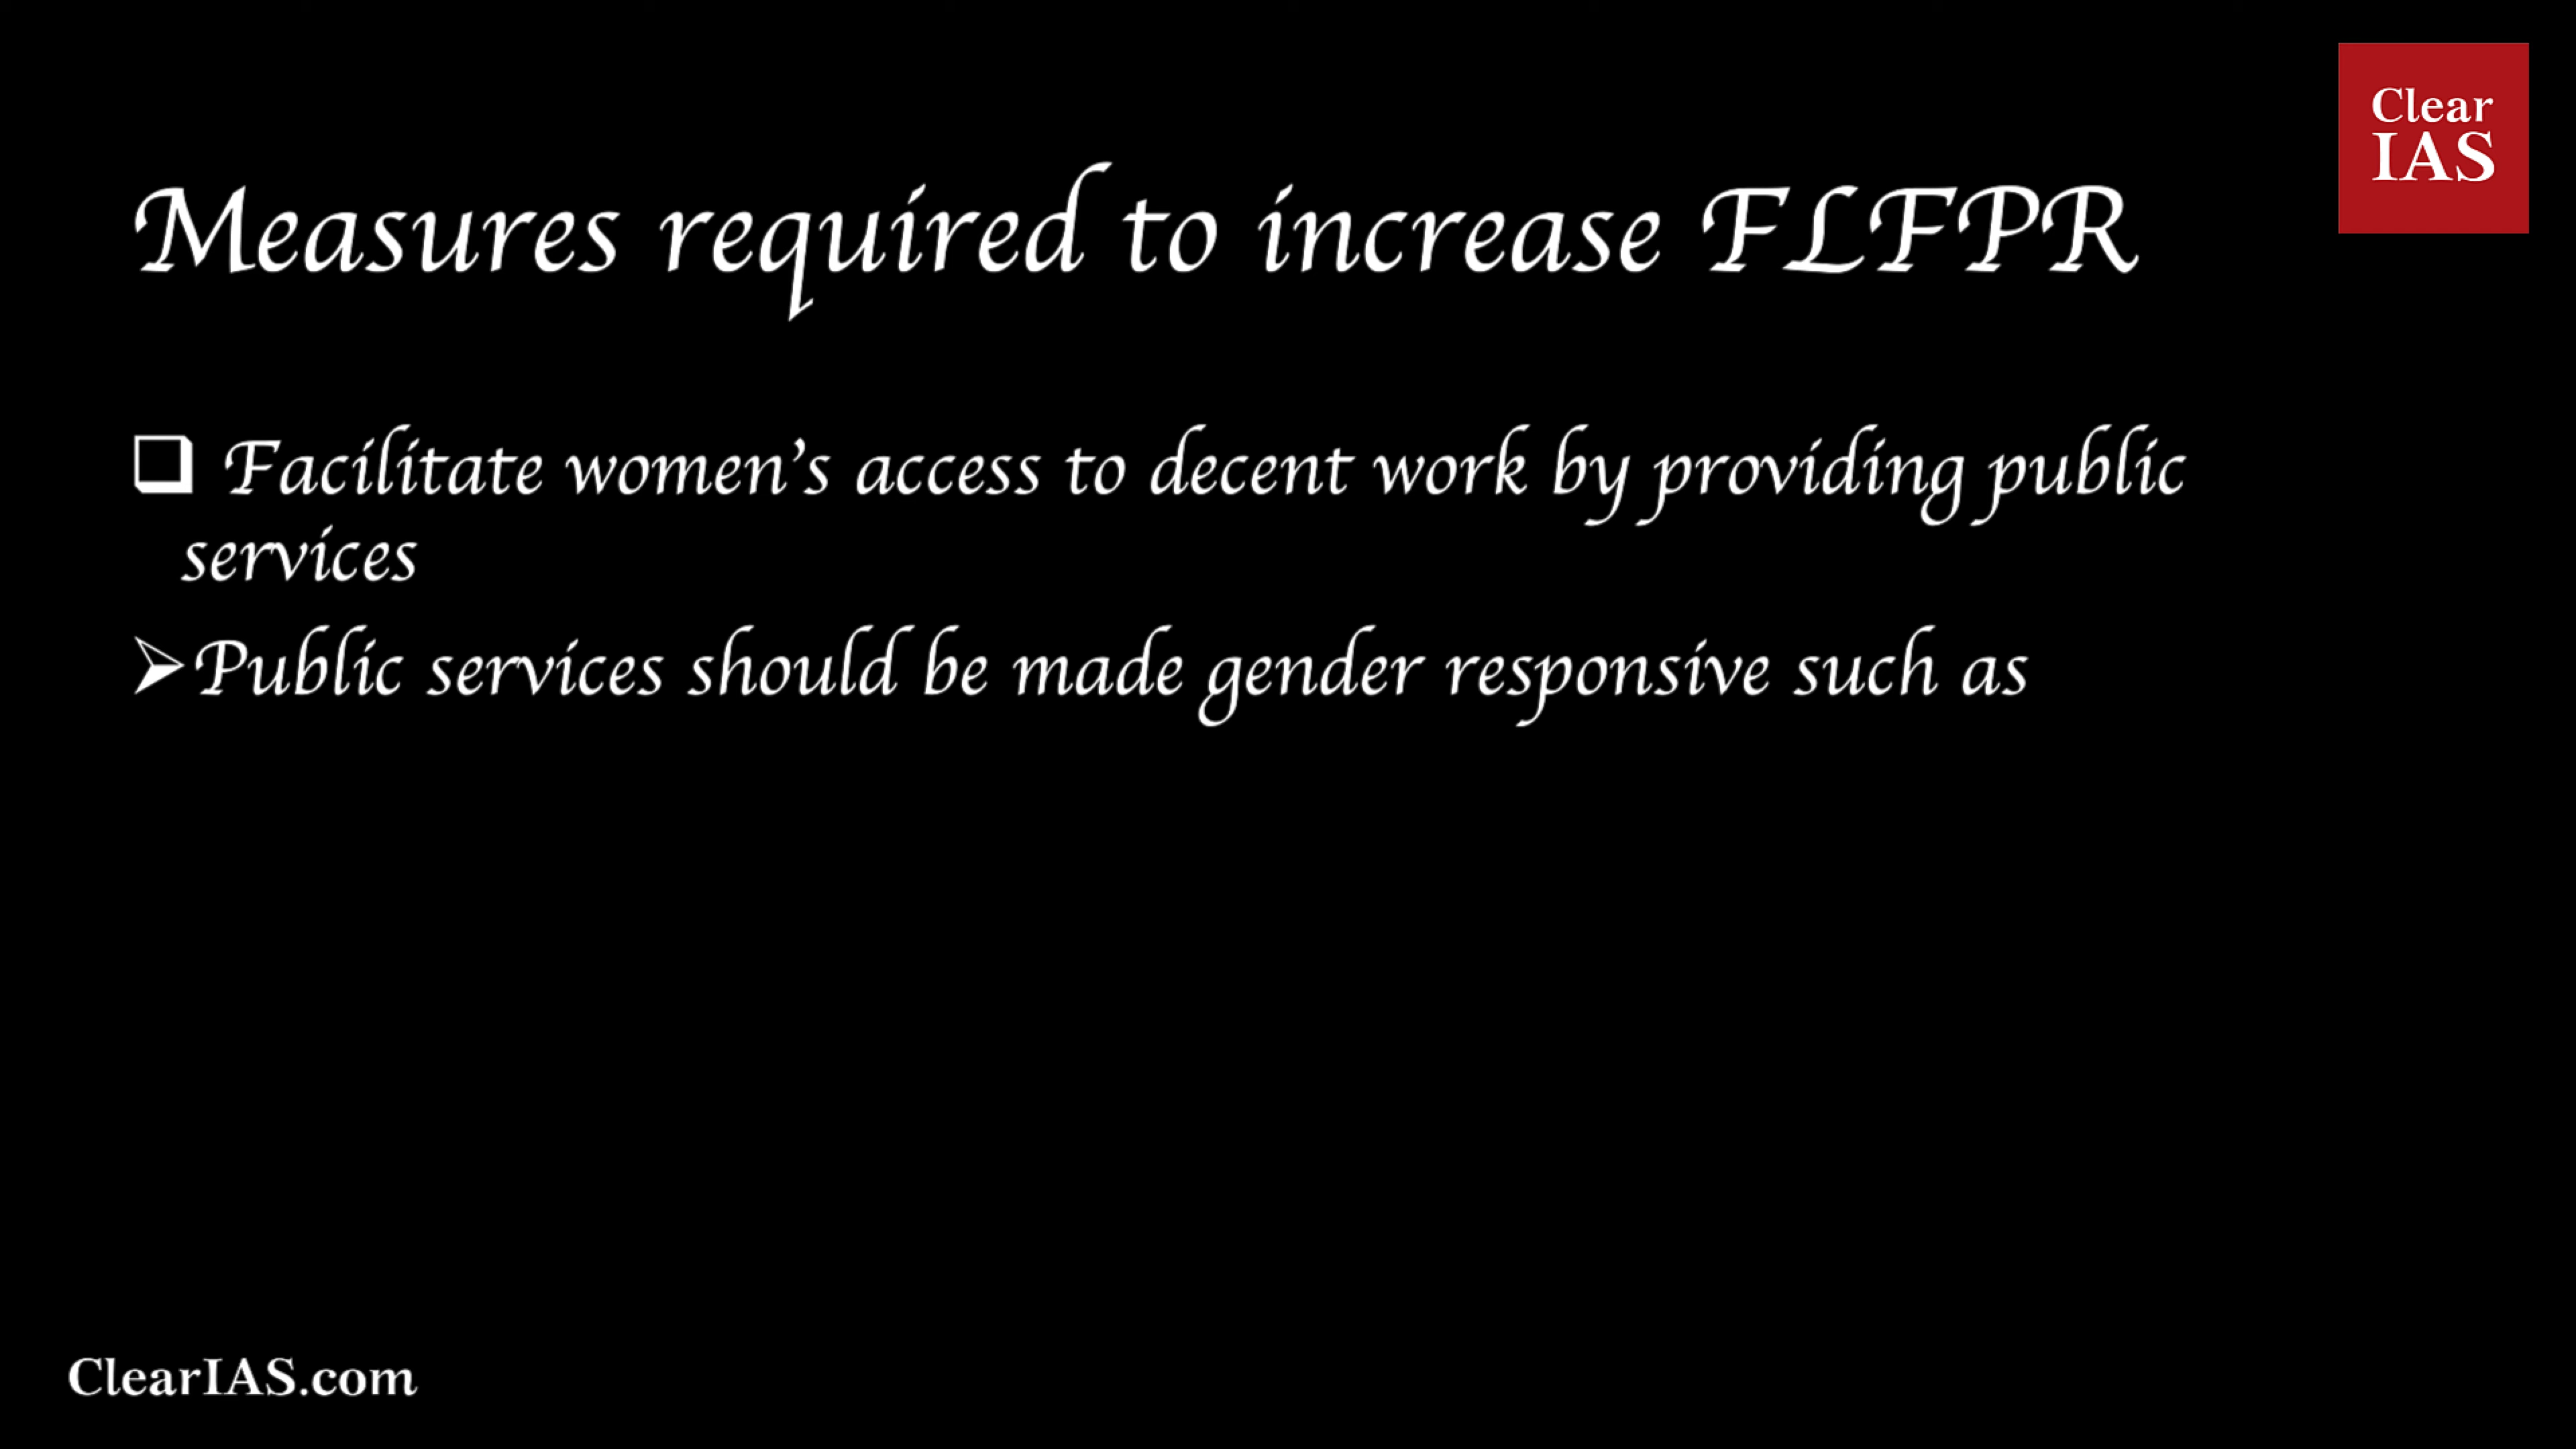 Clear
IAS
Measures required to increase FLFPR
❑ Facilitate women's access to decent work by providing public
services
➢Public services should be made gender responsive such as
ClearIAS.com